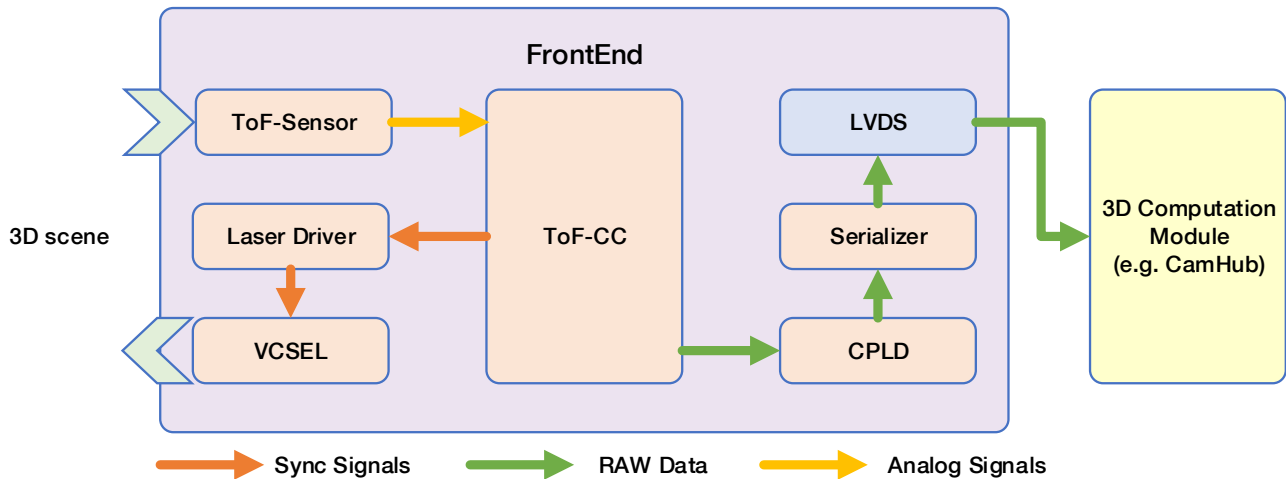 FrontEnd
ToF-Sensor
LVDS
3D scene
Laser Driver
ToF-CC
Serializer
3D Computation
Module
(e.g. CamHub)
VCSEL
CPLD
Sync Signals
RAW Data
Analog Signals